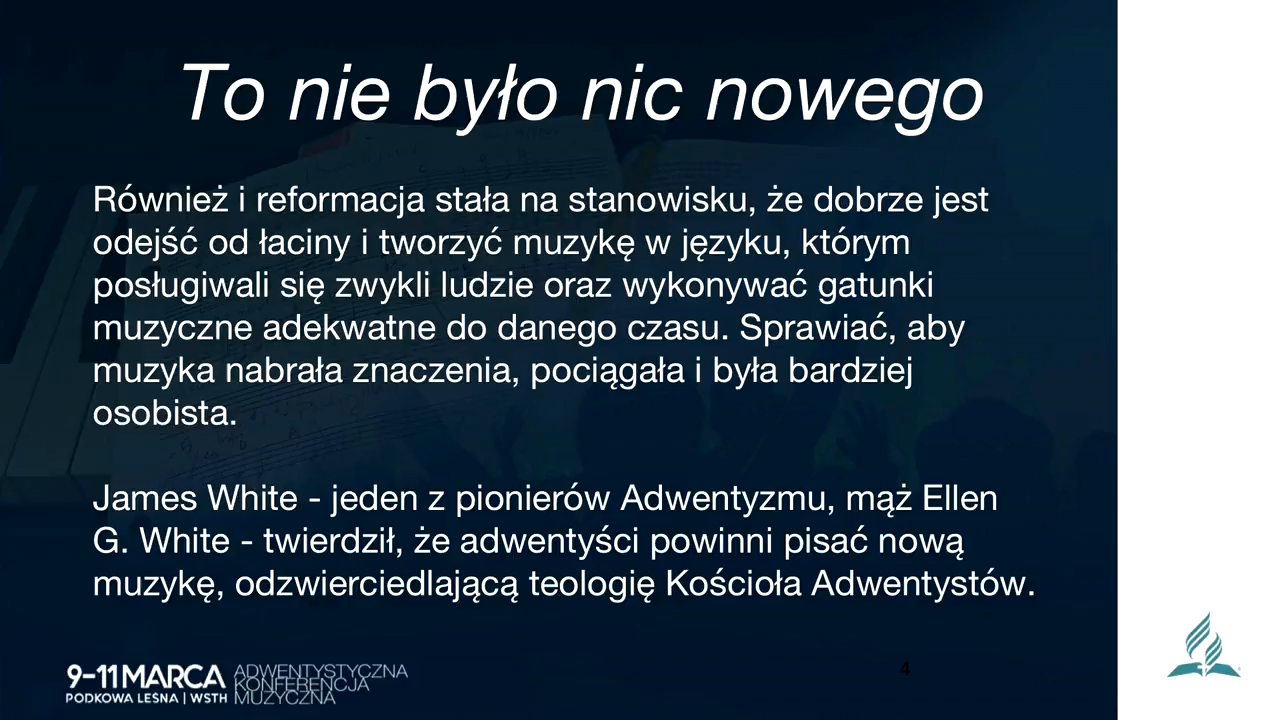 To nie było nic nowego
Również i reformacja stała na stanowisku, że dobrze jest
odejść od łaciny i tworzyć muzykę w języku, którym
posługiwali się zwykli ludzie oraz wykonywać gatunki
muzyczne adekwatne do danego czasu. Sprawiać, aby
muzyka nabrała znaczenia, pociągała i była bardziej
osobista.
James White - jeden z pionierów Adwentyzmu, mąż Ellen
G. White - twierdził, że adwentyści powinni pisać nową
muzykę, odzwierciedlającą teologię Kościoła Adwentystów.
9-11 MARCA
PODKOWA LEŚNA | WSTH
ADWENTYSTYCZNA
KONFERENCJA
MUZYCZNA
4